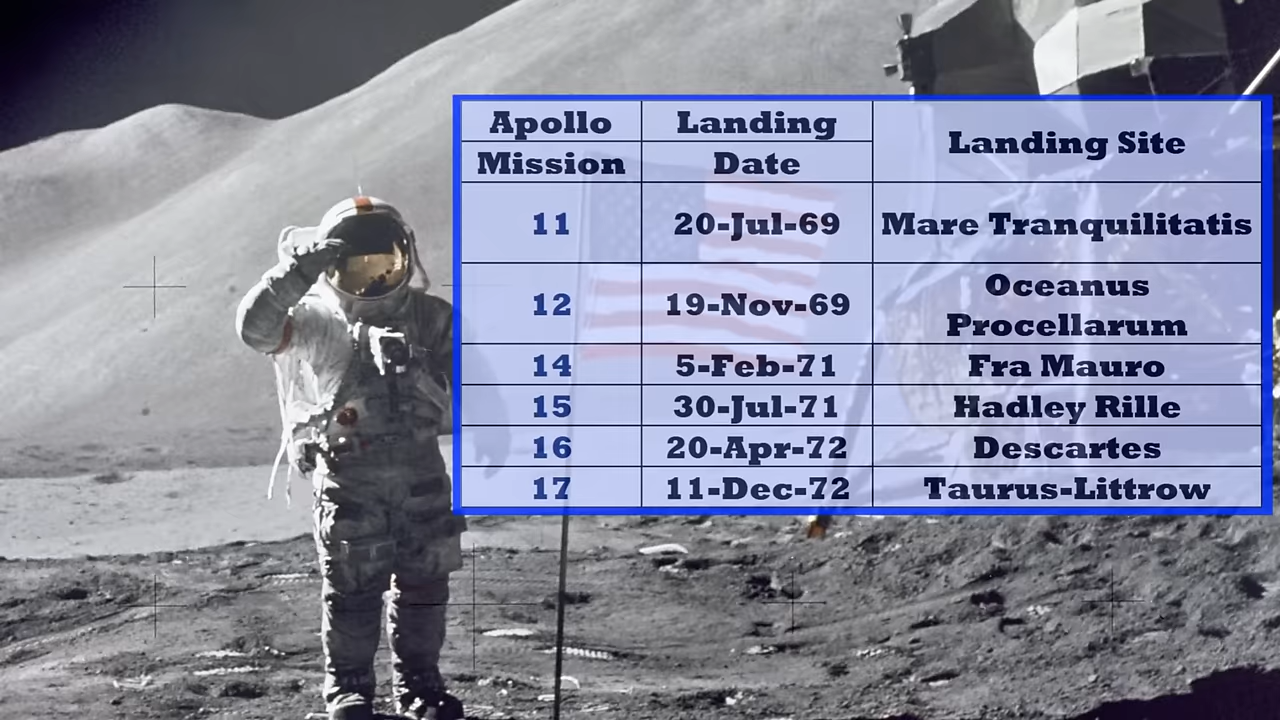 Apollo Landing Landing Site
Mission Date
11 20-Jul-69 Mare Tranquilitatis
12 19-Nov-69 Oceanus
Procellarum
14 5-Feb-71 Fra Mauro
15 30-Jul-71 Hadley Rille
16 20-Apr-72 Descartes
17 11-Dec-72 Taurus-Littrow